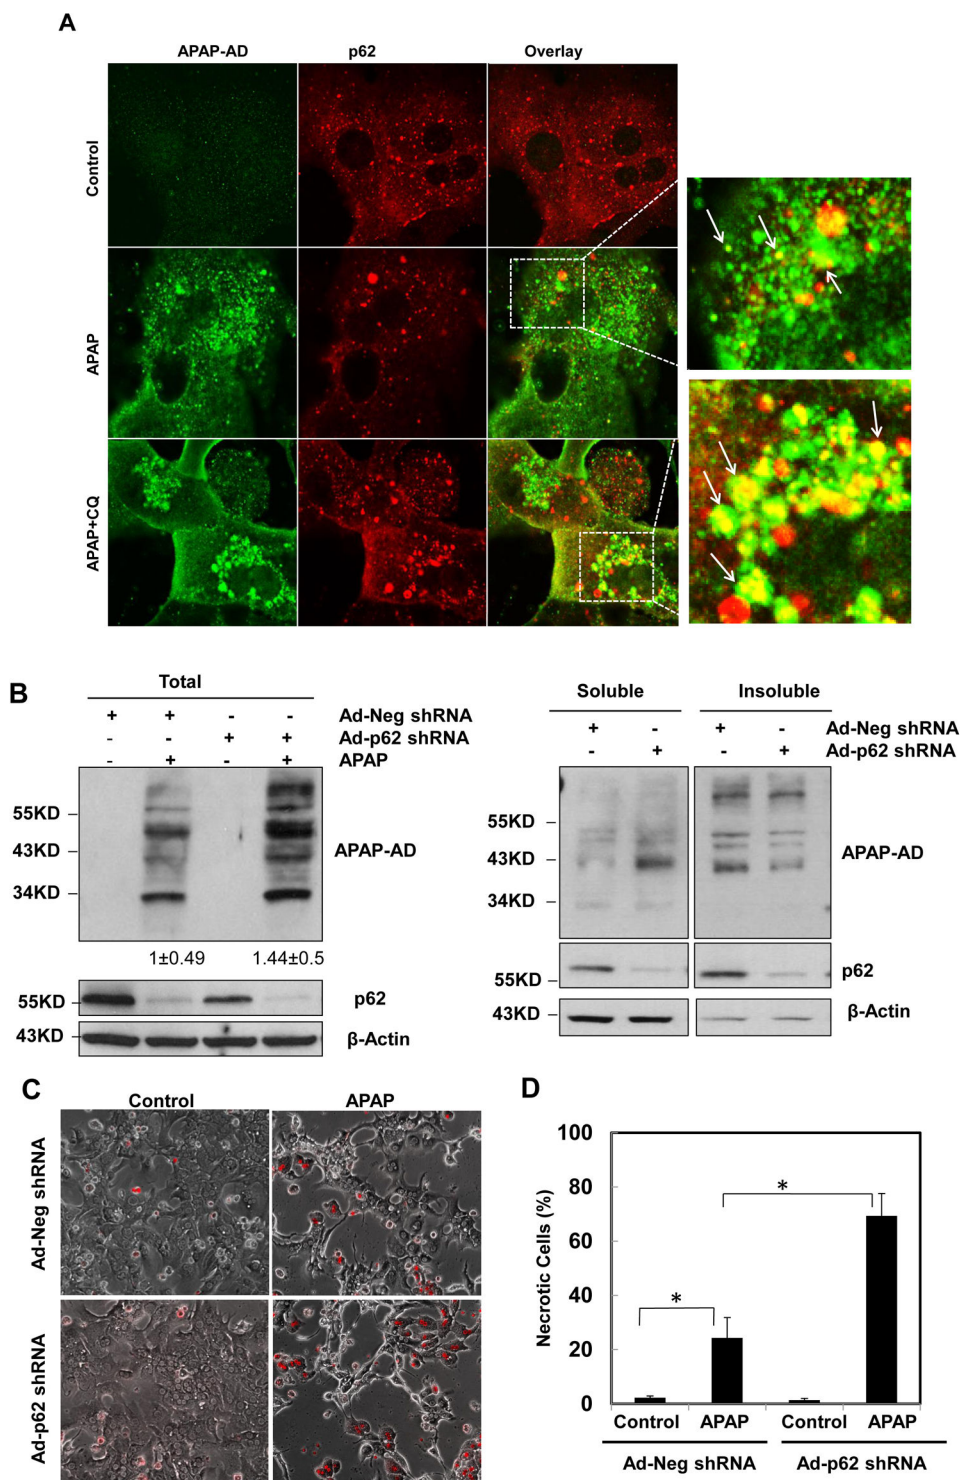 A
APAP-AD p62 Overlay
Control
APAP
APAP+CQ
B
Total
+ + - - Ad-Neg shRNA
- - + + Ad-p62 shRNA
- + - + APAP
55KD
43KD
34KD
APAP-AD
1±0.49 1.44±0.5
55KD
p62
43KD
β-Actin
Soluble Insoluble
+ - + - Ad-Neg shRNA
- + - + Ad-p62 shRNA
55KD
43KD
34KD
APAP-AD
55KD
p62
43KD
β-Actin
C
Control APAP
Ad-Neg shRNA
Ad-p62 shRNA
D
Necrotic Cells (%)
100
80
60
40
20
0
*
*
Control APAP Control APAP
Ad-Neg shRNA Ad-p62 shRNA